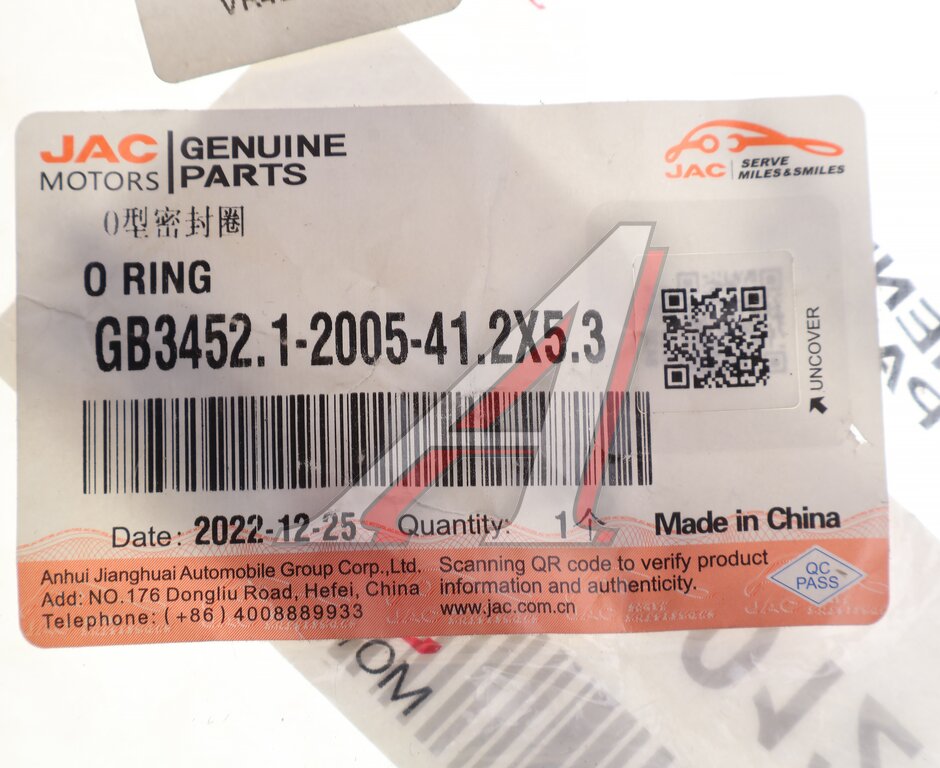 JAC
MOTORS
GENUINE
PARTS
JAC
SERVE
MILES&SMILES
O型密封圈
O RING
GB3452.1-2005-41.2X5.3
UNCOVER
Date: 2022-12-25 Quantity: 1个 Made in China
Anhui Jianghuai Automobile Group Corp.,Ltd.
Add: NO.176 Dongliu Road, Hefei, China
Telephone: (+86) 4008889933
Scanning QR code to verify product
information and authenticity.
www.jac.com.cn
QC
PASS